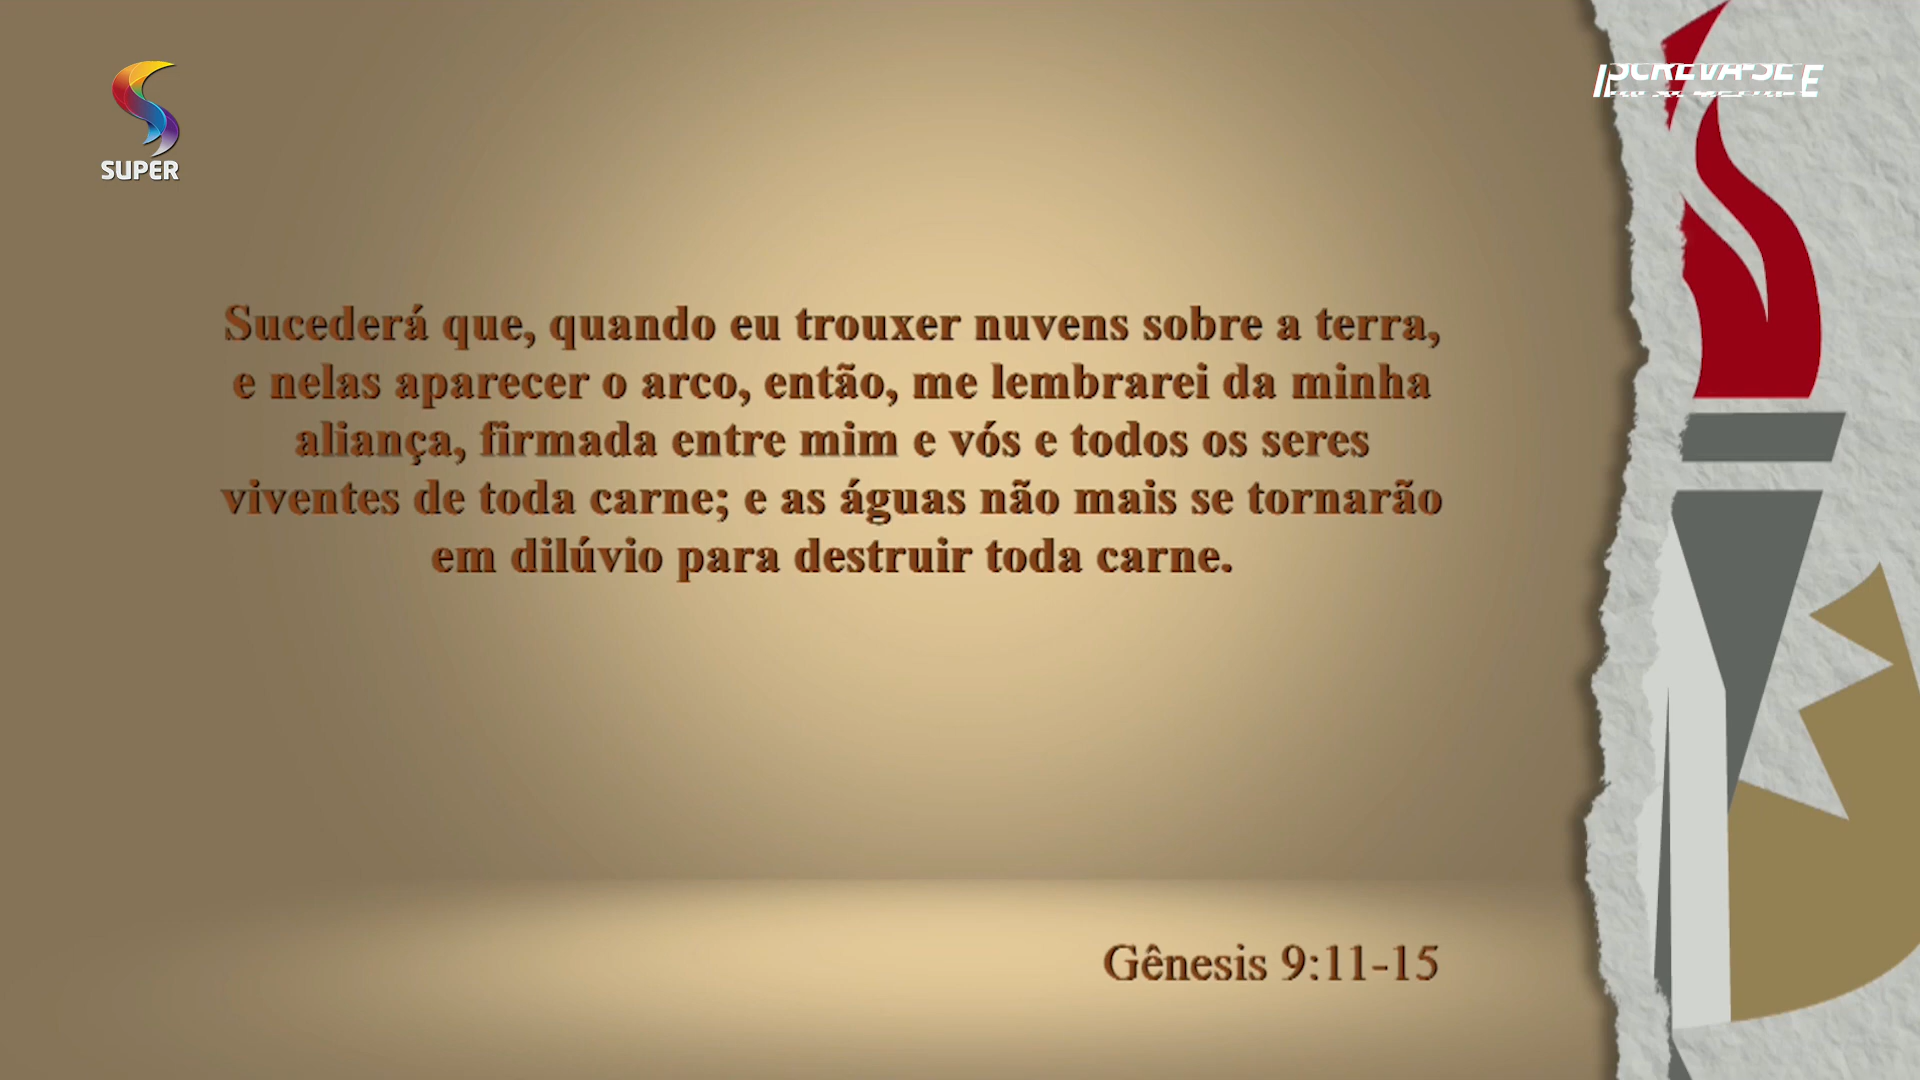 SUPER
Sucederá que, quando eu trouxer nuvens sobre a terra,
e nelas aparecer o arco, então, me lembrarei da minha
aliança, firmada entre mim e vós e todos os seres
viventes de toda carne; e as águas não mais se tornarão
em dilúvio para destruir toda carne.
Gênesis 9:11-15